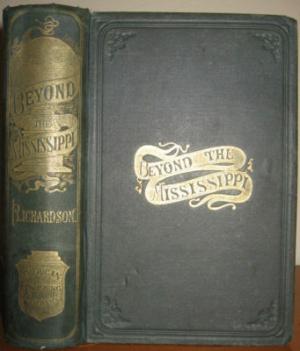 BEYOND
THE
MISSISSIPPI
RICHARDSON
BEYOND THE
MISSISSIPPI